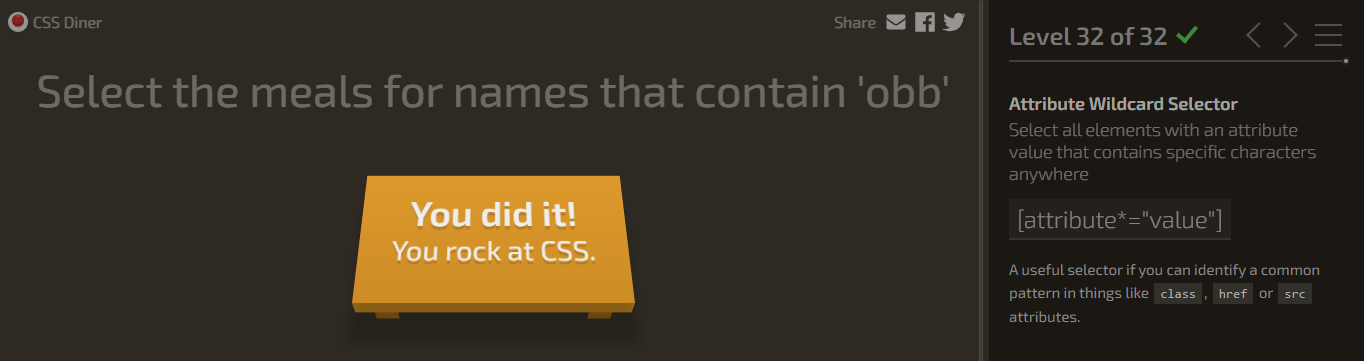 CSS Diner
Share
Select the meals for names that contain 'obb'
You did it!
You rock at CSS.
Level 32 of 32
Attribute Wildcard Selector
Select all elements with an attribute
value that contains specific characters
anywhere
[attribute*="value"]
A useful selector if you can identify a common
pattern in things like class, href or src
attributes.